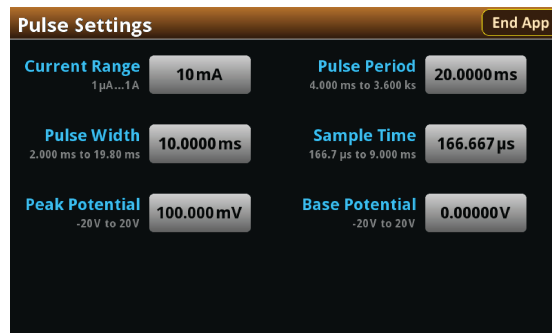 Pulse Settings
End App
Current Range
1µA...1A
10mA
Pulse Period
4.000 ms to 3.600 ks
20.0000ms
Pulse Width
2.000 ms to 19.80 ms
10.0000ms
Sample Time
166.7 µs to 9.000 ms
166.667µs
Peak Potential
-20V to 20V
100.000mV
Base Potential
-20V to 20V
0.00000V